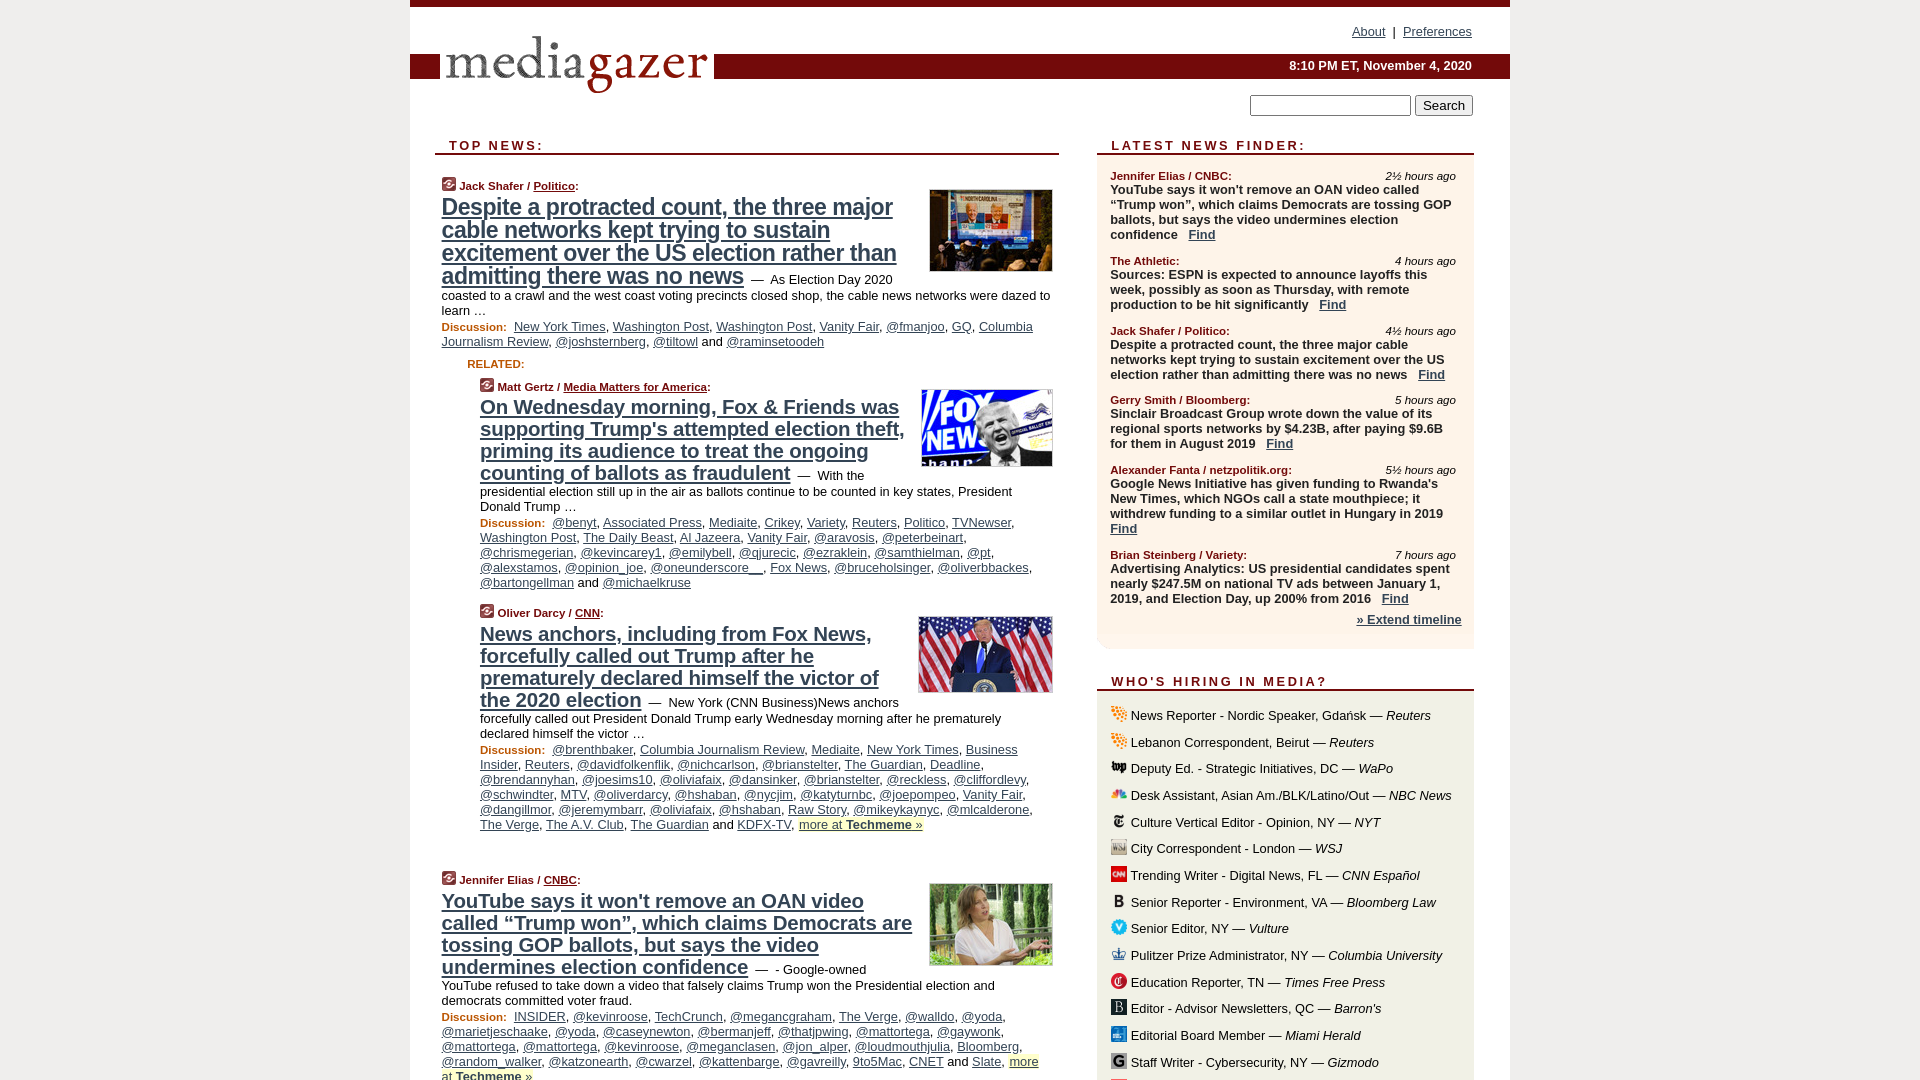 About | Preferences
mediagazer
8:10 PM ET, November 4, 2020
Search
TOP NEWS:
Jack Shafer / Politico:
Despite a protracted count, the three major
cable networks kept trying to sustain
excitement over the US election rather than
admitting there was no news — As Election Day 2020
coasted to a crawl and the west coast voting precincts closed shop, the cable news networks were dazed to
learn …
Discussion: New York Times, Washington Post, Washington Post, Vanity Fair, @fmanjoo, GQ, Columbia
Journalism Review, @joshsternberg, @tiltowl and @raminsetoodeh
RELATED:
Matt Gertz / Media Matters for America:
On Wednesday morning, Fox & Friends was
supporting Trump's attempted election theft,
priming its audience to treat the ongoing
counting of ballots as fraudulent — With the
presidential election still up in the air as ballots continue to be counted in key states, President
Donald Trump …
Discussion: @benyt, Associated Press, Mediaite, Crikey, Variety, Reuters, Politico, TVNewser,
Washington Post, The Daily Beast, Al Jazeera, Vanity Fair, @aravosis, @peterbeinart,
@chrismegerian, @kevincarey1, @emilybell, @qjurecic, @ezraklein, @samthielman, @pt,
@alexstamos, @opinion_joe, @oneunderscore__, Fox News, @bruceholsinger, @oliverbbackes,
@bartongellman and @michaelkruse
Oliver Darcy / CNN:
News anchors, including from Fox News,
forcefully called out Trump after he
prematurely declared himself the victor of
the 2020 election — New York (CNN Business)News anchors
forcefully called out President Donald Trump early Wednesday morning after he prematurely
declared himself the victor …
Discussion: @brenthbaker, Columbia Journalism Review, Mediaite, New York Times, Business
Insider, Reuters, @davidfolkenflik, @nichcarlson, @brianstelter, The Guardian, Deadline,
@brendannyhan, @joesims10, @oliviafaix, @dansinker, @brianstelter, @reckless, @cliffordlevy,
@schwindter, MTV, @oliverdarcy, @hshaban, @nycjim, @katyturnbc, @joepompeo, Vanity Fair,
@dangillmor, @jeremymbarr, @oliviafaix, @hshaban, Raw Story, @mikeykaynyc, @mlcalderone,
The Verge, The A.V. Club, The Guardian and KDFX-TV, more at Techmeme »
Jennifer Elias / CNBC:
YouTube says it won't remove an OAN video
called “Trump won”, which claims Democrats are
tossing GOP ballots, but says the video
undermines election confidence — - Google-owned
YouTube refused to take down a video that falsely claims Trump won the Presidential election and
democrats committed voter fraud.
Discussion: INSIDER, @kevinroose, TechCrunch, @megancgraham, The Verge, @walldo, @yoda,
@marietjeschaake, @yoda, @caseynewton, @bermanjeff, @thatjpwing, @mattortega, @gaywonk,
@mattortega, @mattortega, @kevinroose, @meganclasen, @jon_alper, @loudmouthjulia, Bloomberg,
@random_walker, @katzonearth, @cwarzel, @kattenbarge, @gavreilly, 9to5Mac, CNET and Slate, more
at Techmeme »
LATEST NEWS FINDER:
Jennifer Elias / CNBC: 2½ hours ago
YouTube says it won't remove an OAN video called
“Trump won”, which claims Democrats are tossing GOP
ballots, but says the video undermines election
confidence Find
The Athletic: 4 hours ago
Sources: ESPN is expected to announce layoffs this
week, possibly as soon as Thursday, with remote
production to be hit significantly Find
Jack Shafer / Politico: 4½ hours ago
Despite a protracted count, the three major cable
networks kept trying to sustain excitement over the US
election rather than admitting there was no news Find
Gerry Smith / Bloomberg: 5 hours ago
Sinclair Broadcast Group wrote down the value of its
regional sports networks by $4.23B, after paying $9.6B
for them in August 2019 Find
Alexander Fanta / netzpolitik.org: 5½ hours ago
Google News Initiative has given funding to Rwanda's
New Times, which NGOs call a state mouthpiece; it
withdrew funding to a similar outlet in Hungary in 2019
Find
Brian Steinberg / Variety: 7 hours ago
Advertising Analytics: US presidential candidates spent
nearly $247.5M on national TV ads between January 1,
2019, and Election Day, up 200% from 2016 Find
» Extend timeline
WHO'S HIRING IN MEDIA?
News Reporter - Nordic Speaker, Gdańsk — Reuters
Lebanon Correspondent, Beirut — Reuters
Deputy Ed. - Strategic Initiatives, DC — WaPo
Desk Assistant, Asian Am./BLK/Latino/Out — NBC News
Culture Vertical Editor - Opinion, NY — NYT
City Correspondent - London — WSJ
Trending Writer - Digital News, FL — CNN Español
Senior Reporter - Environment, VA — Bloomberg Law
Senior Editor, NY — Vulture
Pulitzer Prize Administrator, NY — Columbia University
Education Reporter, TN — Times Free Press
Editor - Advisor Newsletters, QC — Barron's
Editorial Board Member — Miami Herald
Staff Writer - Cybersecurity, NY — Gizmodo